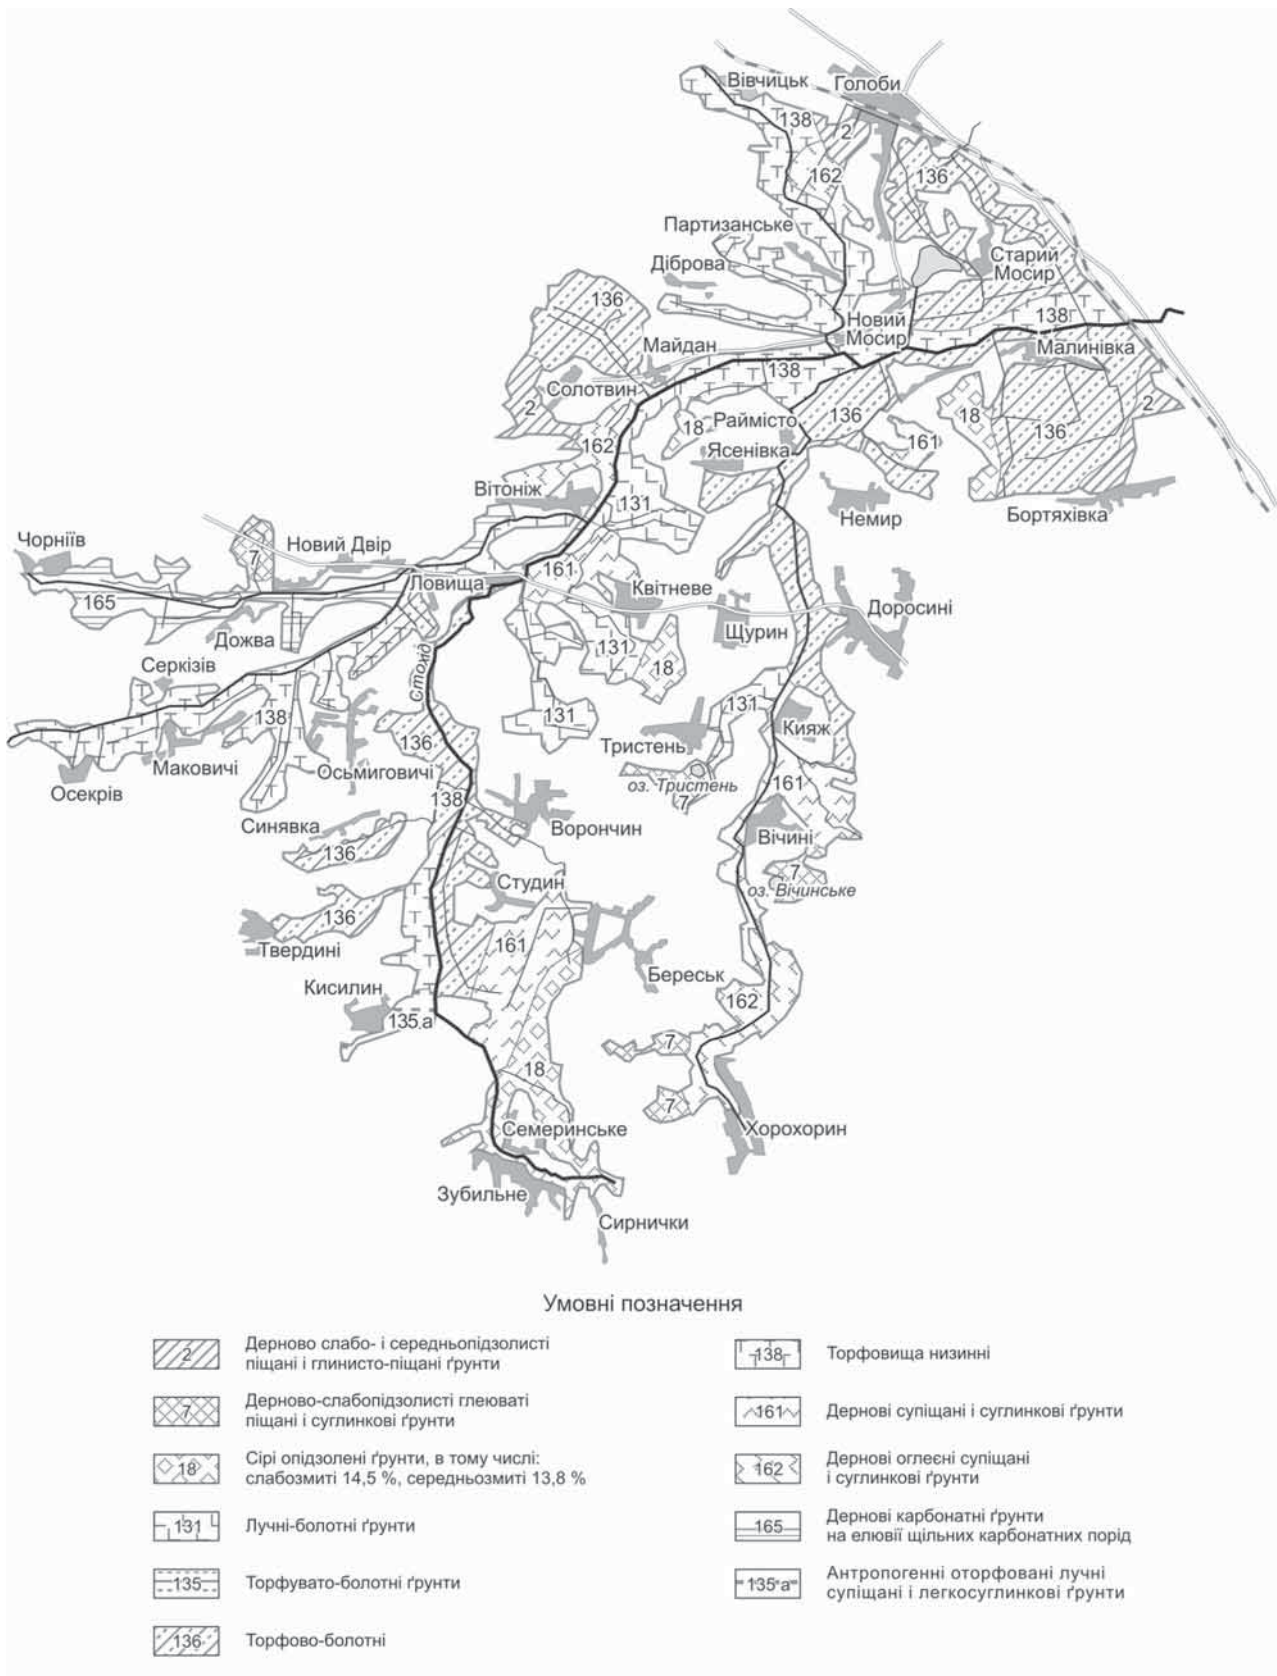 Вівчицьк
Голоби
138
2
162
136
Партизанське
Діброва
Старий
Мосир
136
138
Новий
Мосир
Майдан
Малинівка
138
Солотвин
2
2
18
136
18
Раймісто
136
161
162
Ясенівка
Вітоніж
131
Немир
Бортяхівка
Чорніїв
7
Новий Двір
161
Ловища
Квітневе
165
Доросині
Дожва
Щурин
131
18
Серкізів
Стохід
138
131
131
136
Кияж
Тристень
Маковичі
Осьмиговичі
161
Осекрів
оз. Тристень
7
138
Синявка
Ворончин
Вічині
136
7
Студин
оз. Вічинське
136
161
Твердині
Береськ
Кисилин
162
135.а
7
18
7
Семеринське
Хорохорин
Зубильне
Сирнички
Умовні позначення
2
Дерново слабо- і середньопідзолисті
піщані і глинисто-піщані ґрунти
7
Дерново-слабопідзолисті глеюваті
піщані і суглинкові ґрунти
18
Сірі опідзолені ґрунти, в тому числі:
слабозмиті 14,5 %, середньозмиті 13,8 %
131
Лучні-болотні ґрунти
135
Торфувато-болотні ґрунти
136
Торфово-болотні
138
Торфовища низинні
161
Дернові супіщані і суглинкові ґрунти
162
Дернові оглеєні супіщані
і суглинкові ґрунти
165
Дернові карбонатні ґрунти
на елювії щільних карбонатних порід
135 а
Антропогенні оторфовані лучні
супіщані і легкосуглинкові ґрунти